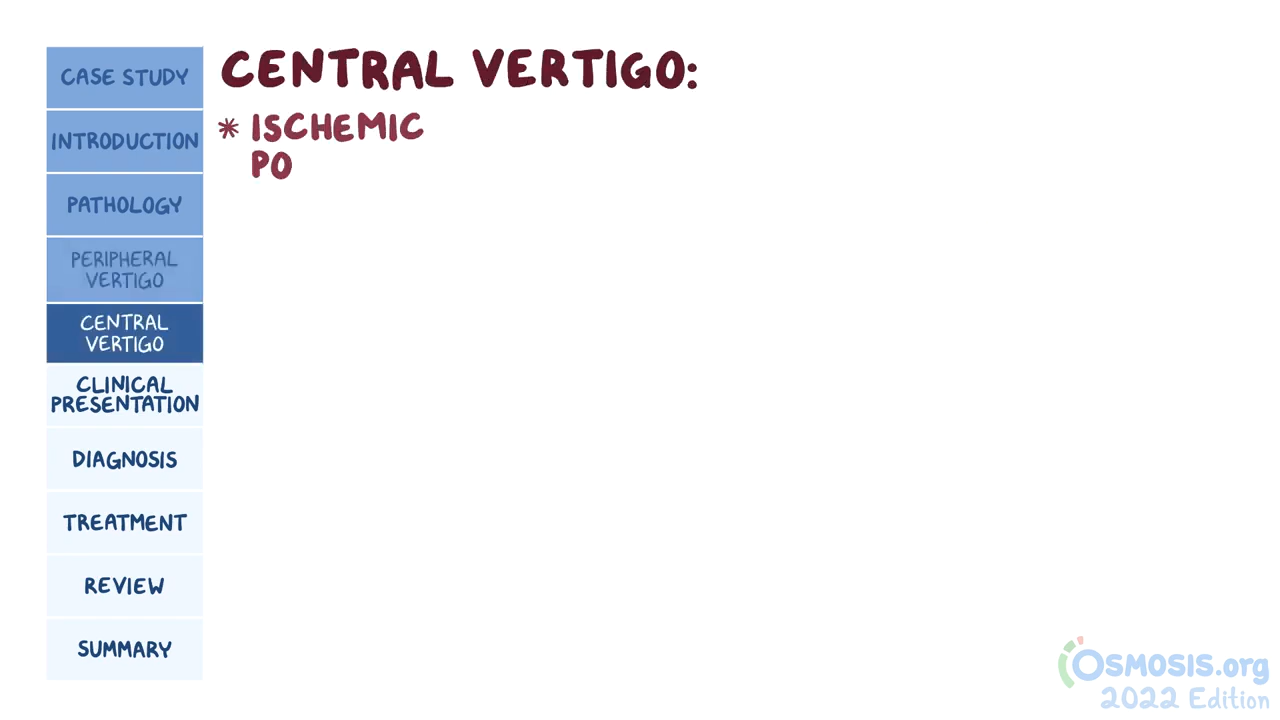 CASE STUDY
INTRODUCTION
PATHOLOGY
PERIPHERAL
VERTIGO
CENTRAL
VERTIGO
CLINICAL
PRESENTATION
DIAGNOSIS
TREATMENT
REVIEW
SUMMARY
CENTRAL VERTIGO:
* ISCHEMIC
PO
OSMOSIS.org
2022 Edition